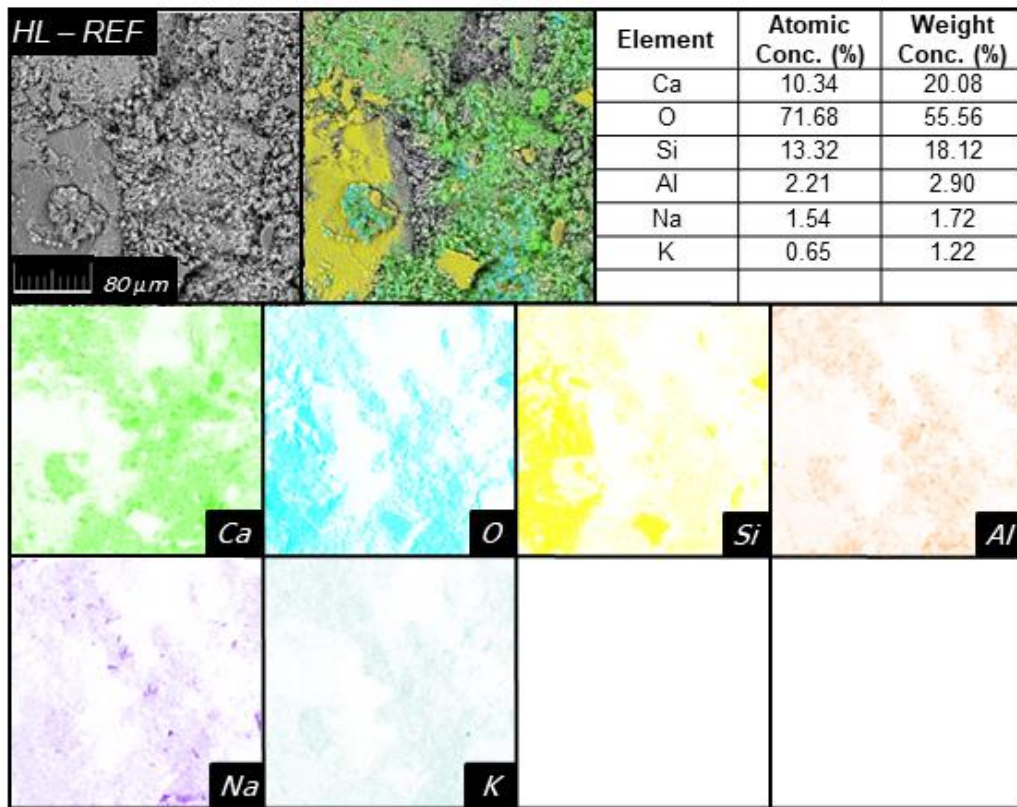 HL – REF
80 µm
Element Atomic Conc. (%) Weight Conc. (%)
Ca 10.34 20.08
O 71.68 55.56
Si 13.32 18.12
Al 2.21 2.90
Na 1.54 1.72
K 0.65 1.22
Ca O Si Al
Na K